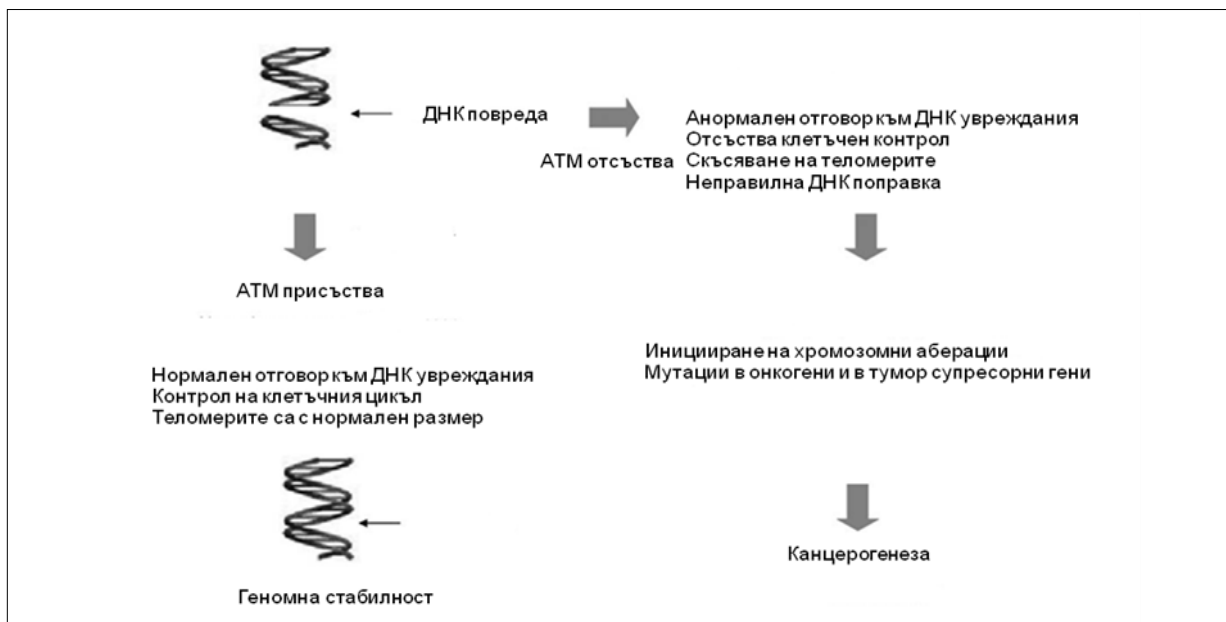 ДНК повреда
АТМ отсъства
Анормален отговор към ДНК увреждания
Отсъства клетъчен контрол
Скъсяване на теломерите
Неправилна ДНК поправка
АТМ присъства
Нормален отговор към ДНК увреждания
Контрол на клетъчния цикъл
Теломерите са с нормален размер
Иницииране на хромозомни аберации
Мутации в онкогени и в тумор супресорни гени
Геномна стабилност
Канцерогенеза